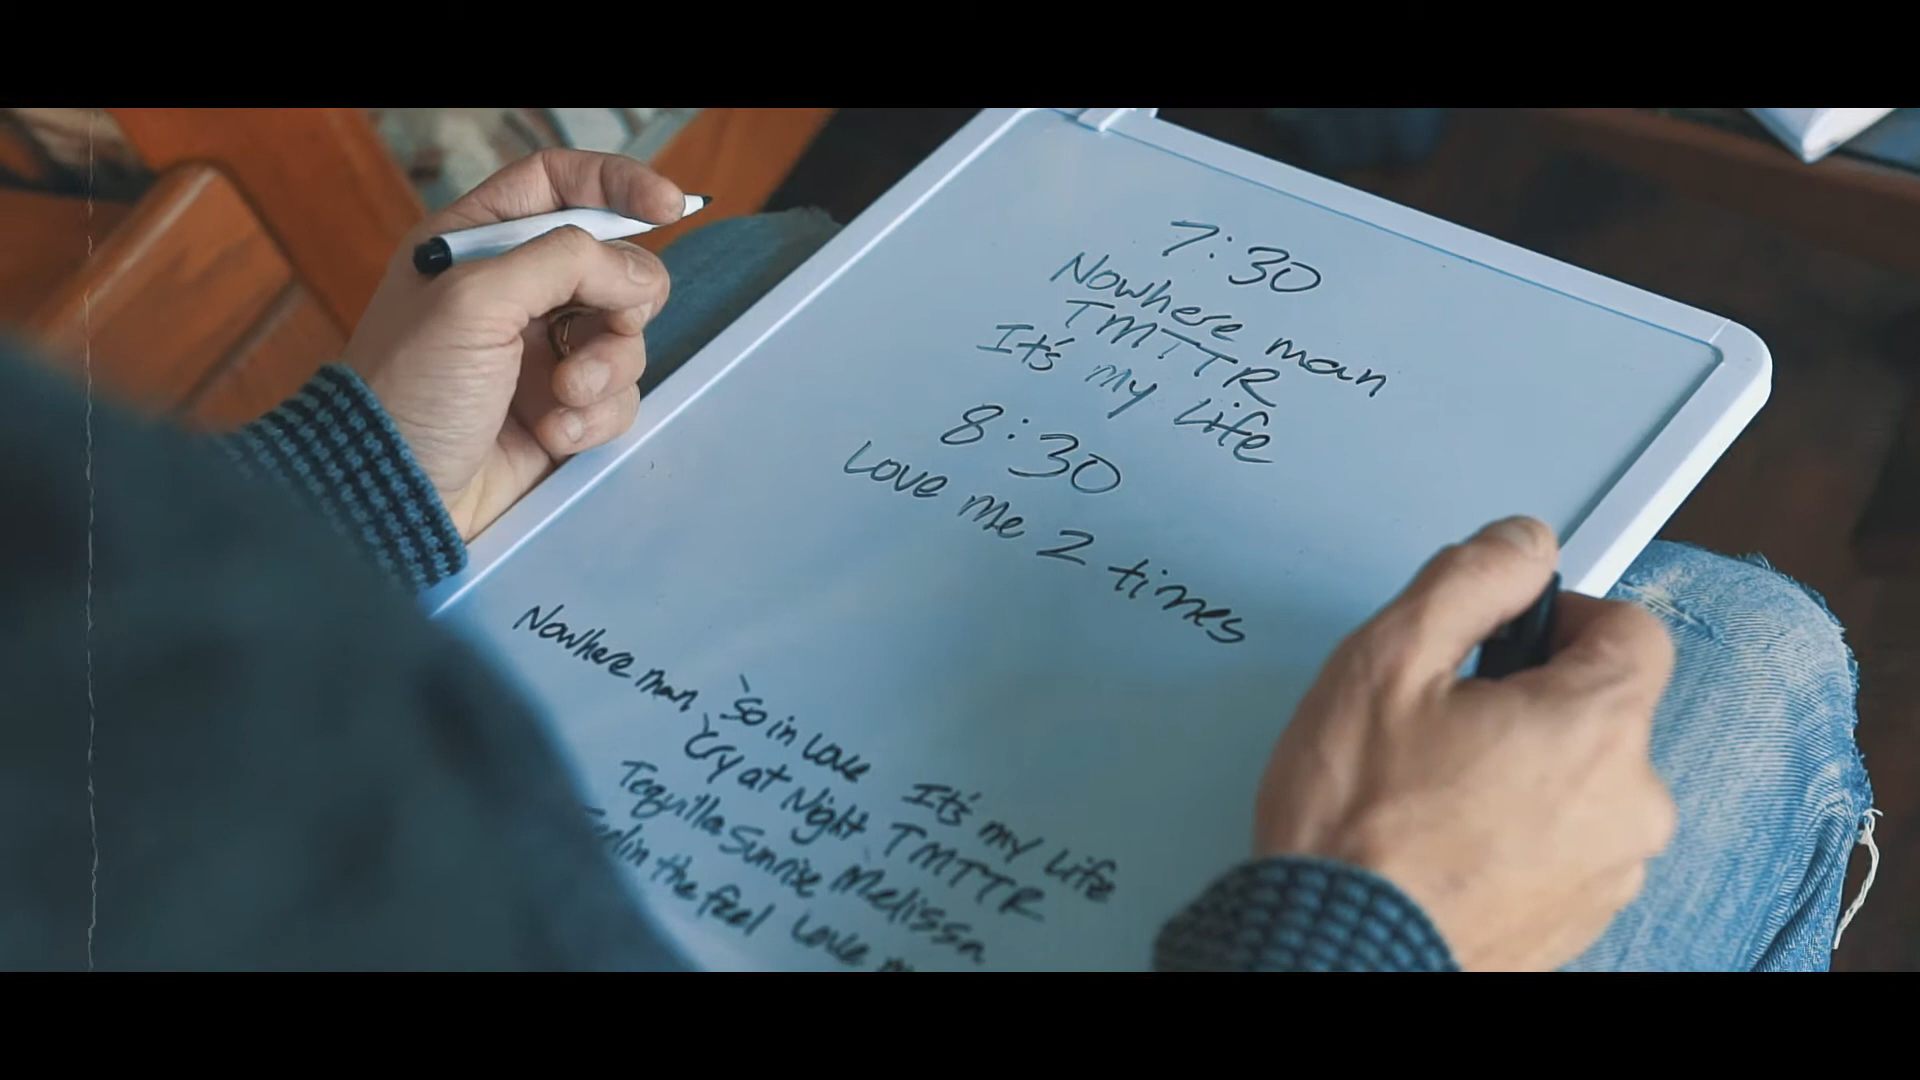 7:30
Nowhere man
TMTTR
It's my Life
8:30
Love Me 2 times
Nowhere man So in Love It's my Life
Cry at Night TMTTR
Tequilla Sunrise Melissa
the feel Love